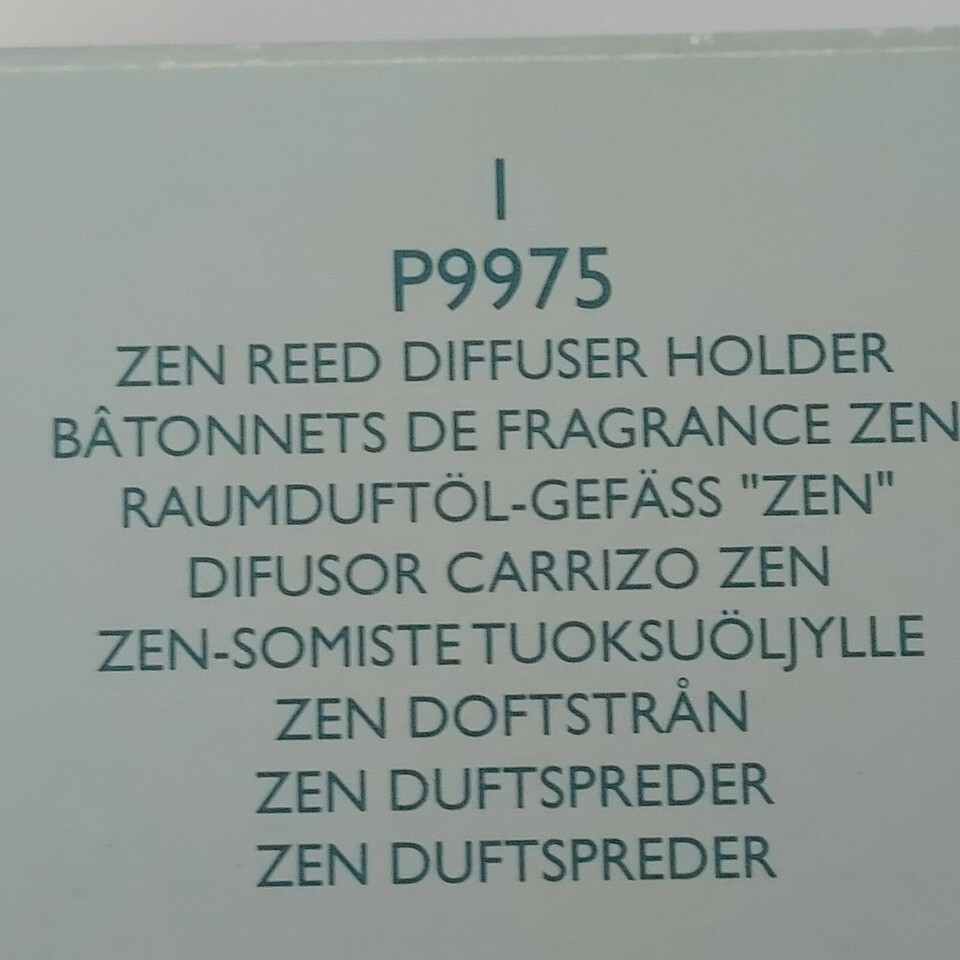 1
P9975
ZEN REED DIFFUSER HOLDER
BÂTONNETS DE FRAGRANCE ZEN
RAUMDUFTÖL-GEFÄSS "ZEN"
DIFUSOR CARRIZO ZEN
ZEN-SOMISTE TUOKSUÖLJYLLE
ZEN DOFTSTRÅN
ZEN DUFTSPREDER
ZEN DUFTSPREDER